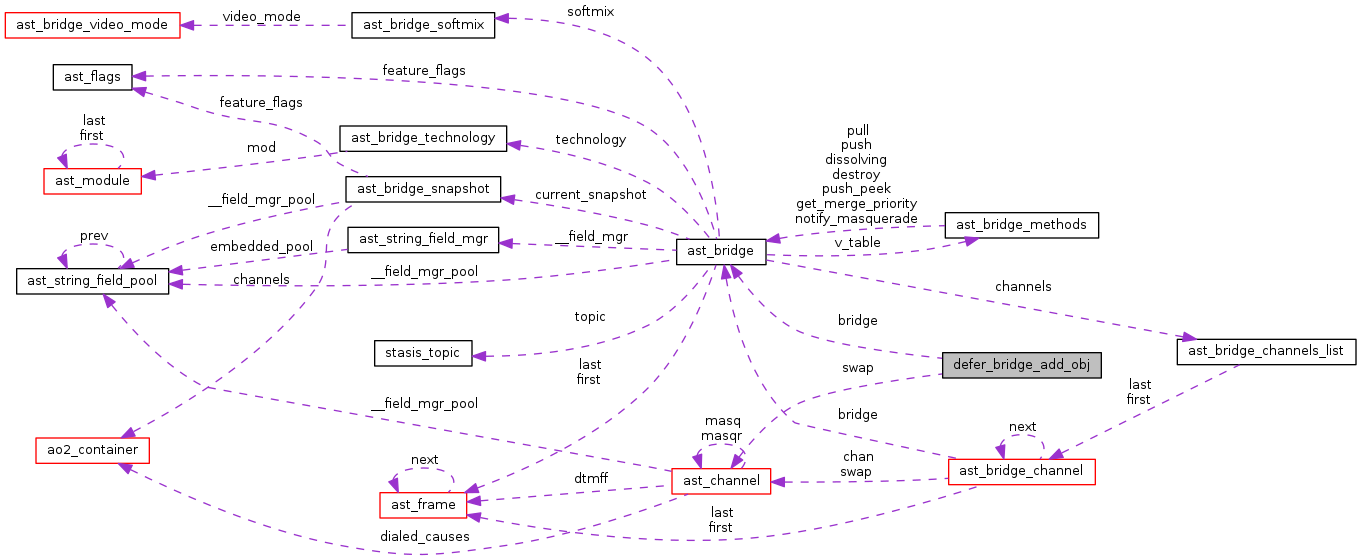 softmix
video_mode
ast_bridge_video_mode
ast_bridge_softmix
feature_flags
ast_flags
feature_flags
last
first
pull
push
dissolving
destroy
push_peek
get_merge_priority
notify_masquerade
ast_bridge_technology
technology
mod
ast_module
ast_bridge_snapshot
current_snapshot
__field_mgr_pool
ast_bridge_methods
prev
embedded_pool
ast_string_field_mgr
__field_mgr
ast_bridge
v_table
ast_string_field_pool
channels
__field_mgr_pool
channels
topic
bridge
stasis_topic
ast_bridge_channels_list
last
first
swap
defer_bridge_add_obj
__field_mgr_pool
last
first
bridge
masq
masqr
next
ao2_container
next
chan
swap
ast_bridge_channel
dtmff
ast_channel
ast_frame
last
first
dialed_causes